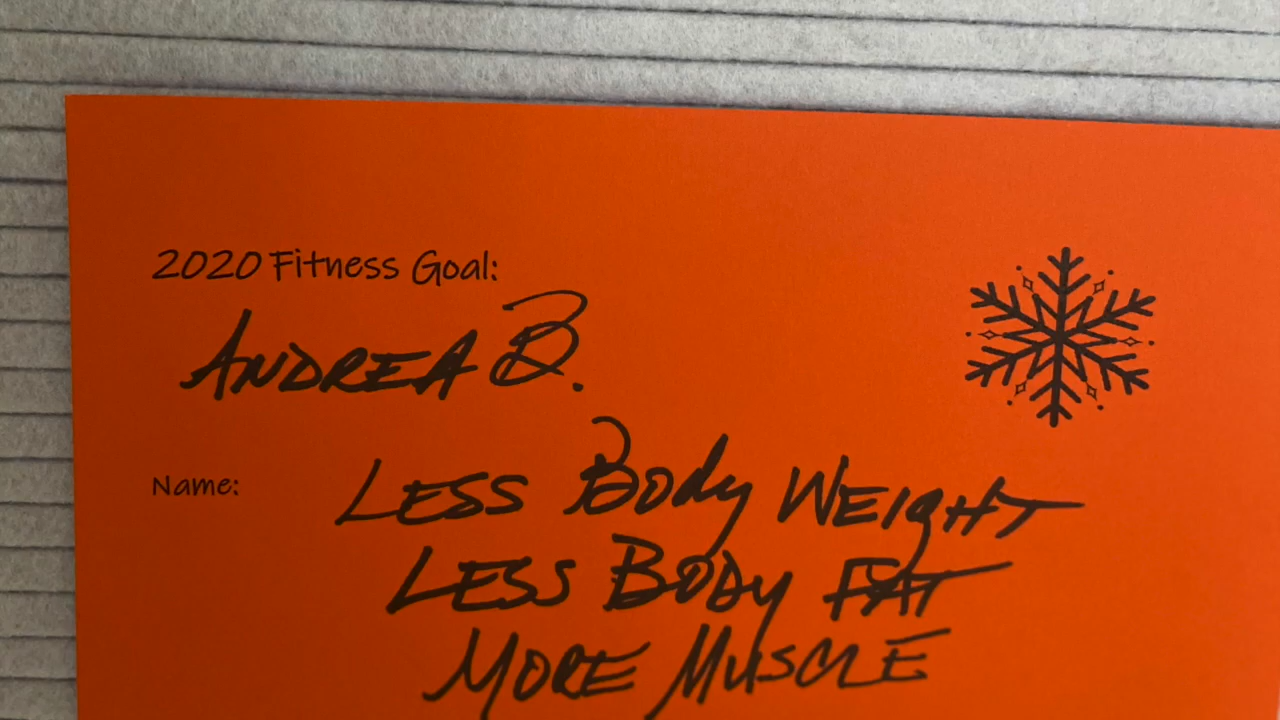 2020 Fitness Goal:
ANDREA B.
Name: LESS BODY WEIGHT
LESS BODY FAT
MORE MUSCLE